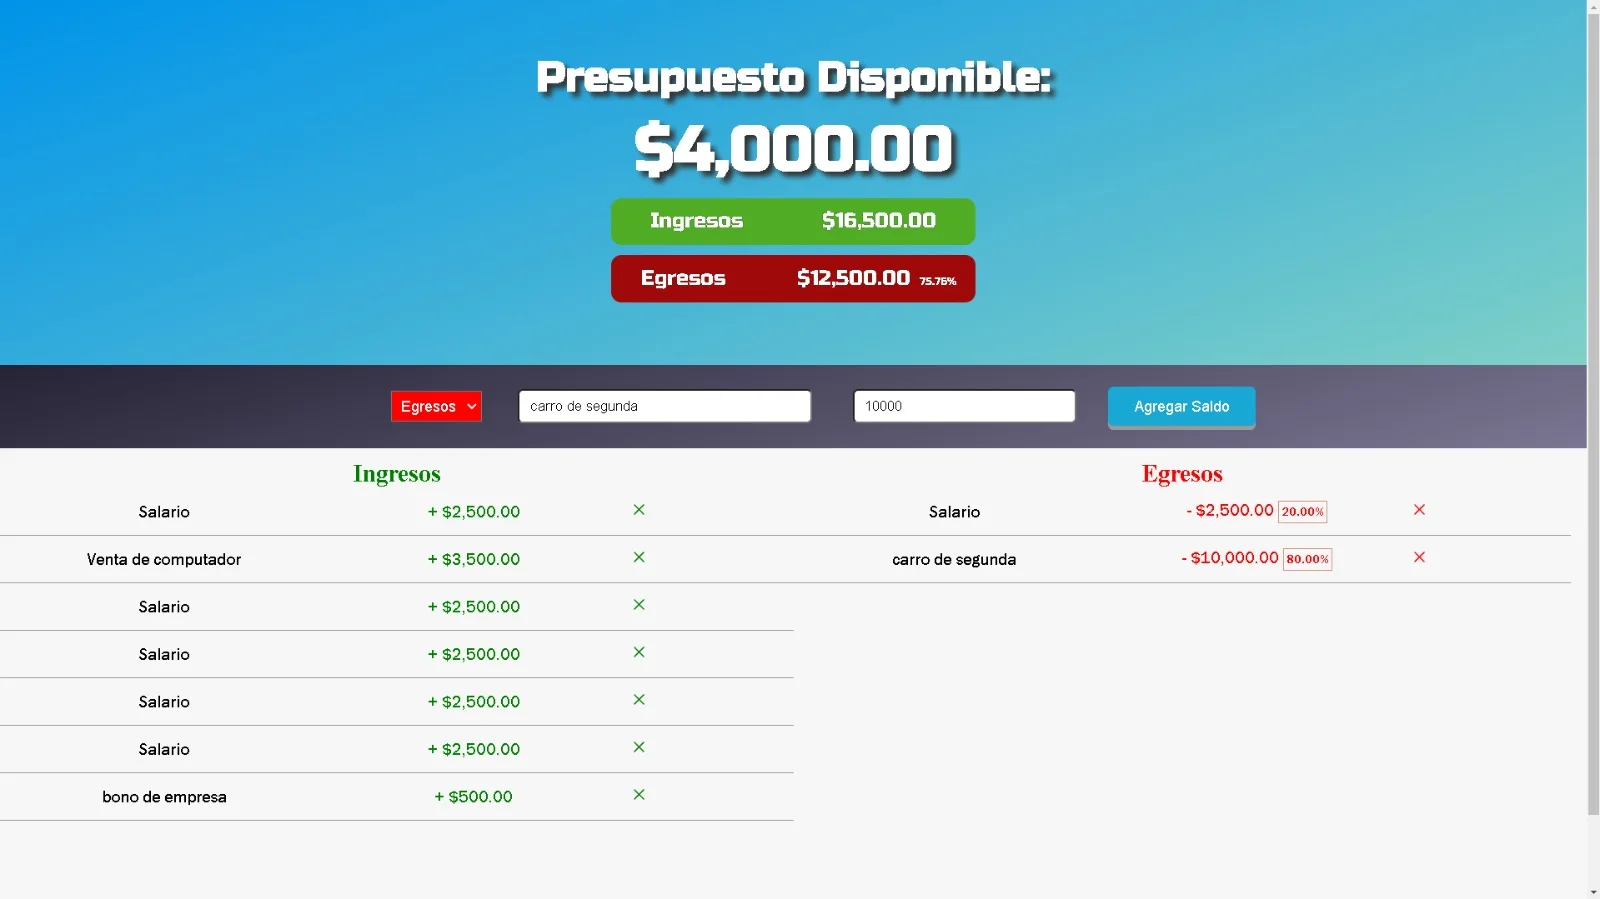 Presupuesto Disponible:
$4,000.00
Ingresos $16,500.00
Egresos $12,500.00 75.76%
Egresos carro de segunda 10000 Agregar Saldo
Ingresos
Salario + $2,500.00
Venta de computador + $3,500.00
Salario + $2,500.00
Salario + $2,500.00
Salario + $2,500.00
Salario + $2,500.00
bono de empresa + $500.00
Egresos
Salario - $2,500.00 20.00%
carro de segunda - $10,000.00 80.00%